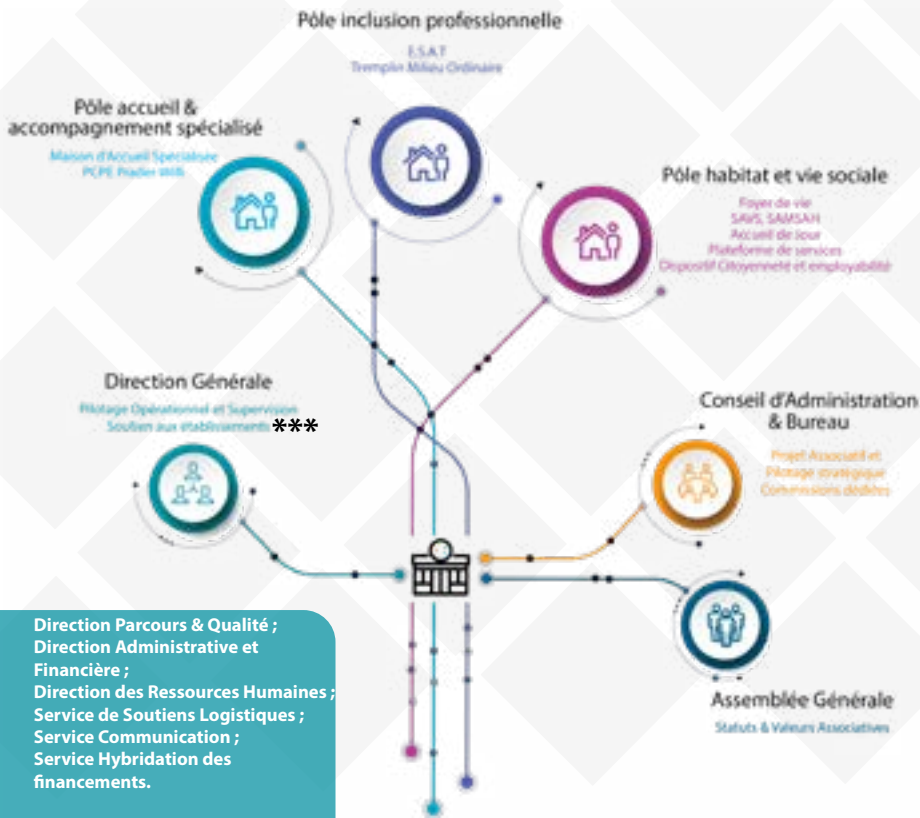 Pôle inclusion professionnelle
E.S.A.T
Tremplin Milieu Ordinaire
Pôle accueil &
accompagnement spécialisé
Maison d'Accueil Spécialisée
PCPE Prader Willi
Pôle habitat et vie sociale
Foyer de vie
SAVS, SAMSAH
Accueil de Jour
Plateforme de services
Dispositif Citoyenneté et employabilité
Direction Générale
Pilotage Opérationnel et Supervision
Soutien aux établissements ***
Conseil d'Administration
& Bureau
Projet Associatif et
Pilotage stratégique
Commissions dédiées
Assemblée Générale
Statuts & Valeurs Associatives
Direction Parcours & Qualité ;
Direction Administrative et
Financière ;
Direction des Ressources Humaines ;
Service de Soutiens Logistiques ;
Service Communication ;
Service Hybridation des
financements.